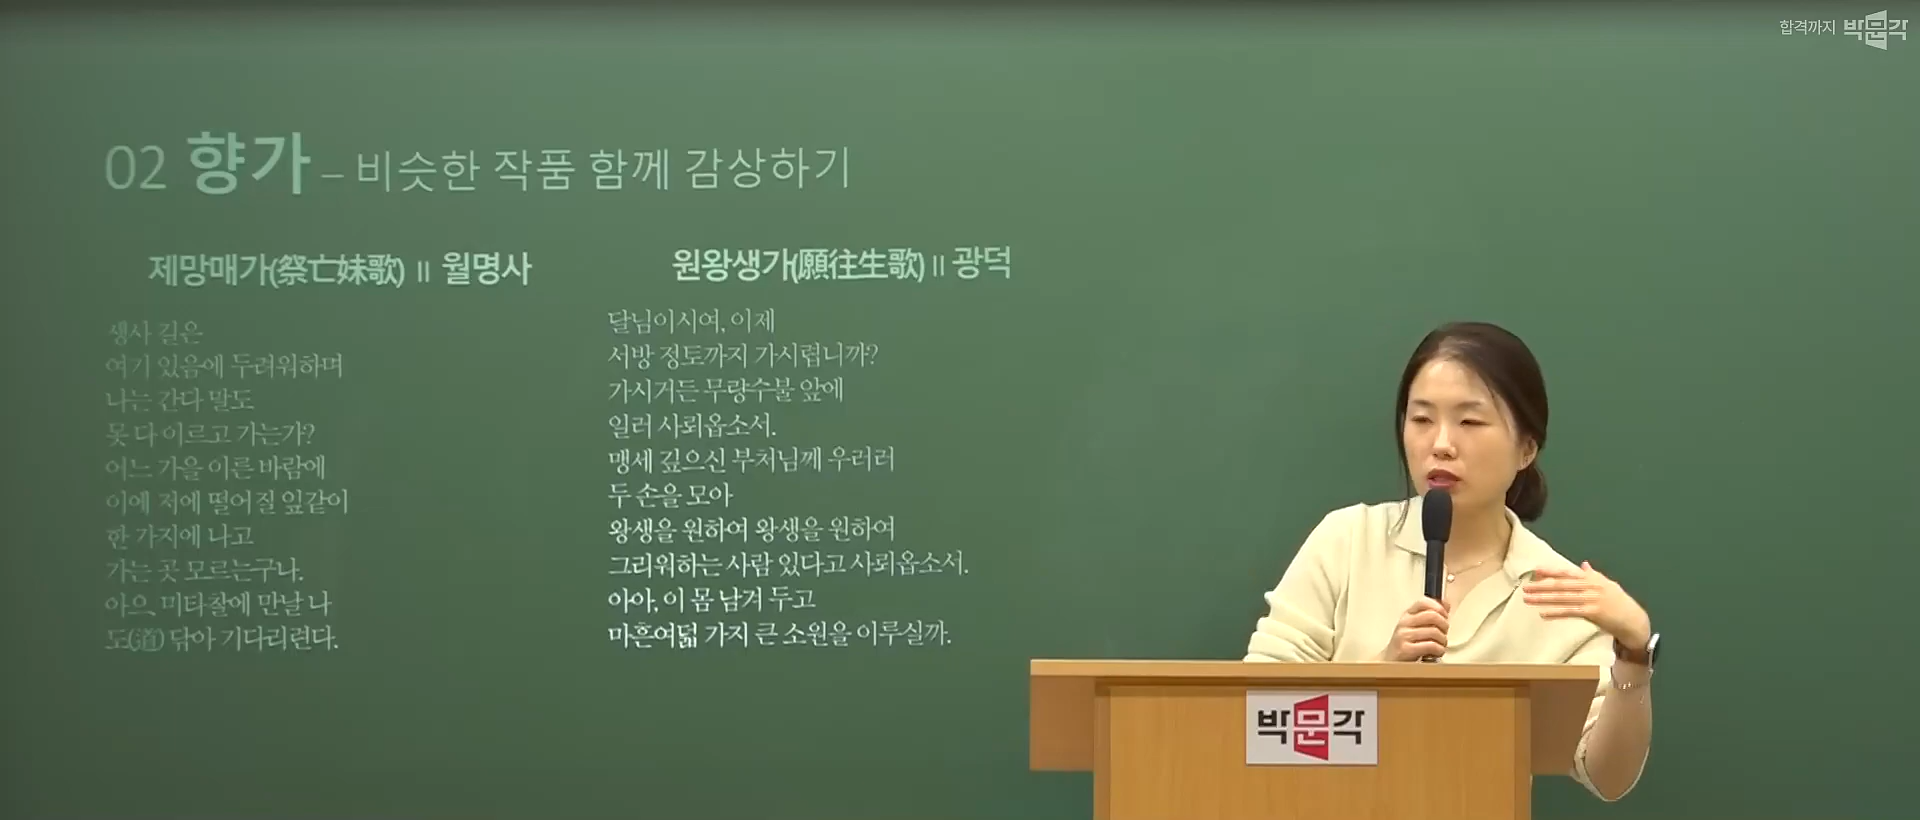 합격까지 박문각
02 향가 – 비슷한 작품 함께 감상하기
제망매가(祭亡妹歌) || 월명사
생사 길은
여기 있음에 두려워하며
나는 간다 말도
못 다 이르고 가는가?
어느 가을 이른 바람에
이에 저에 떨어질 잎같이
한 가지에 나고
가는 곳 모르는구나.
아으, 미타찰에 만날 나
도(道) 닦아 기다리련다.
원왕생가(願往生歌) || 광덕
달님이시여, 이제
서방 정토까지 가시렵니까?
가시거든 무량수불 앞에
일러 사뢰옵소서.
맹세 깊으신 부처님께 우러러
두 손을 모아
왕생을 원하여 왕생을 원하여
그리워하는 사람 있다고 사뢰옵소서.
아아, 이 몸 남겨 두고
마흔여덟 가지 큰 소원을 이루실까.
박문각